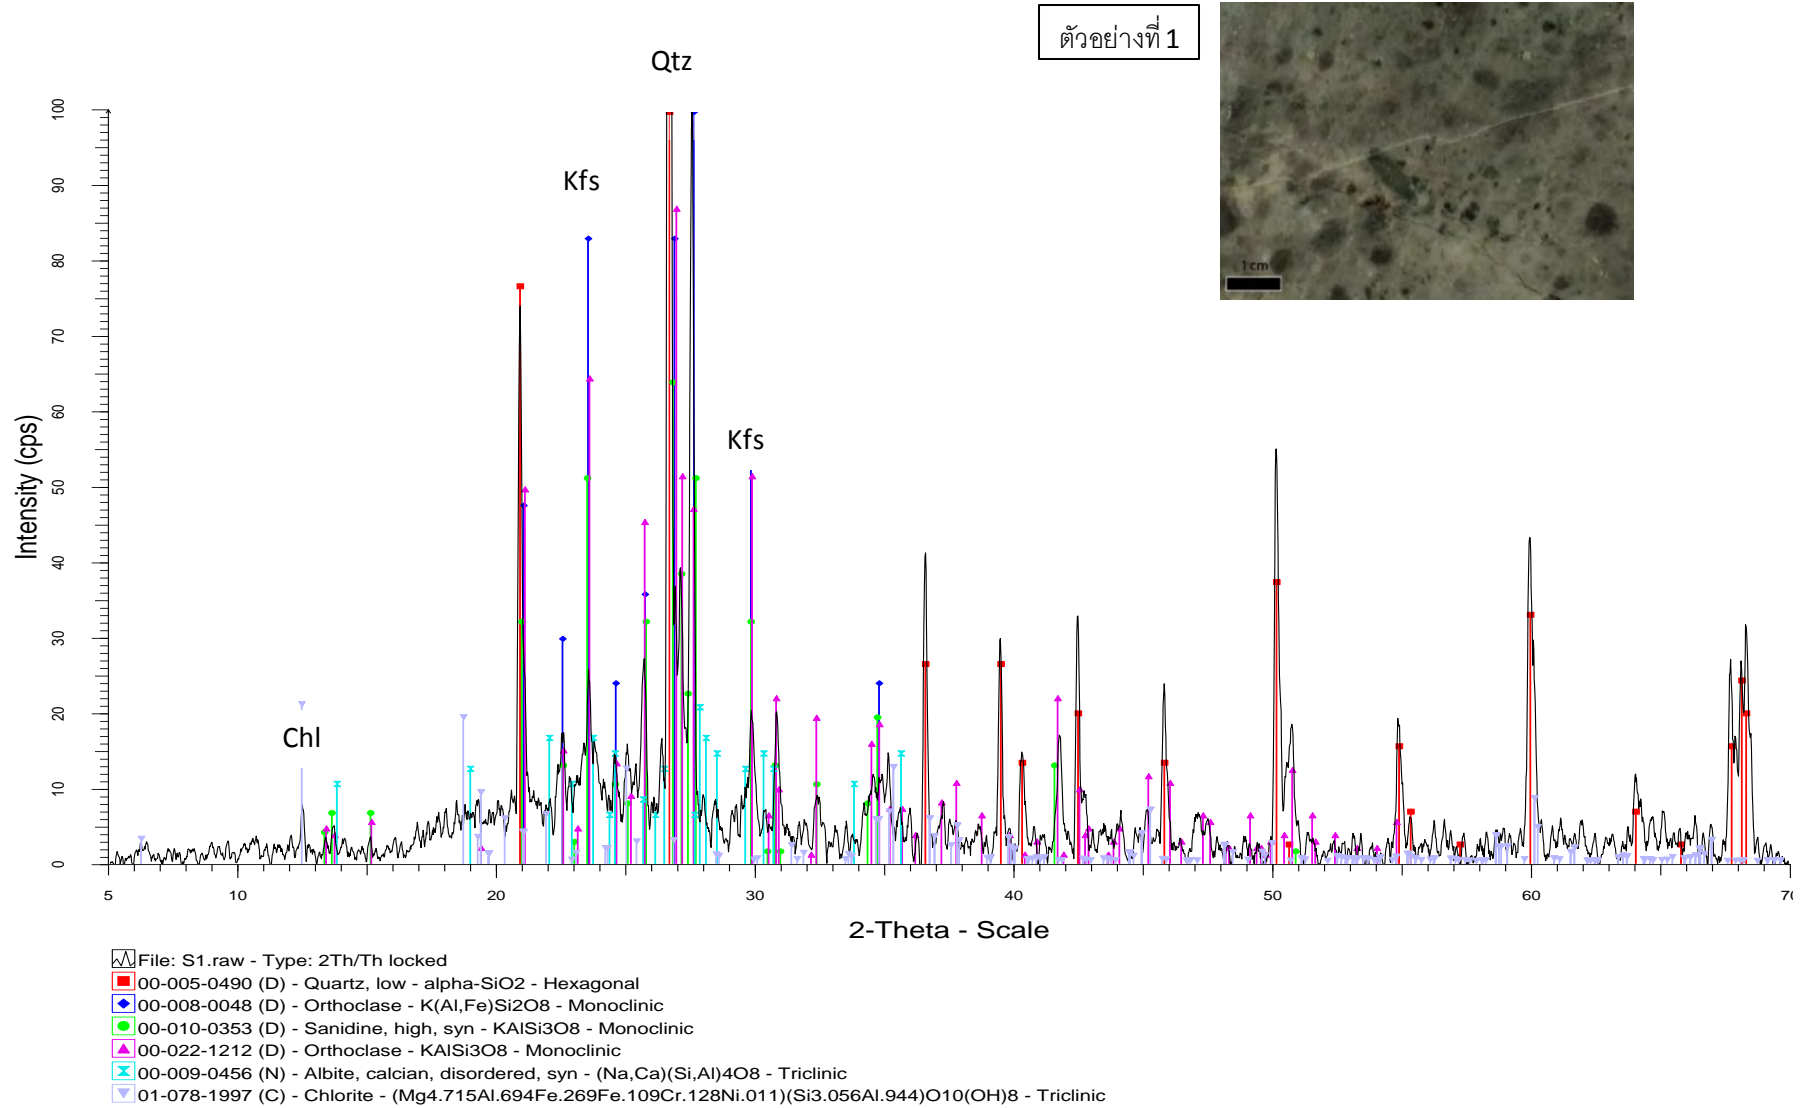 ตัวอย่างที่ 1
1 cm
Qtz
Kfs
Kfs
Chl
Intensity (cps)
100
90
80
70
60
50
40
30
20
10
0
5 10 20 30 40 50 60 70
2-Theta - Scale
File: S1.raw - Type: 2Th/Th locked
00-005-0490 (D) - Quartz, low - alpha-SiO2 - Hexagonal
00-008-0048 (D) - Orthoclase - K(Al,Fe)Si2O8 - Monoclinic
00-010-0353 (D) - Sanidine, high, syn - KAlSi3O8 - Monoclinic
00-022-1212 (D) - Orthoclase - KAlSi3O8 - Monoclinic
00-009-0456 (N) - Albite, calcian, disordered, syn - (Na,Ca)(Si,Al)4O8 - Triclinic
01-078-1997 (C) - Chlorite - (Mg4.715Al.694Fe.269Fe.109Cr.128Ni.011)(Si3.056Al.944)O10(OH)8 - Triclinic